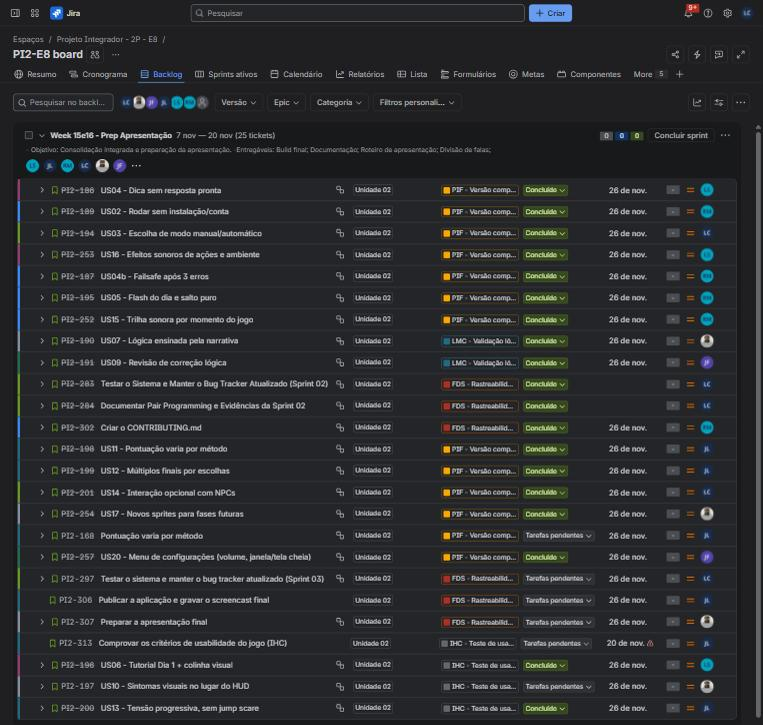 Jira
Pesquisar
+ Criar
9+
LC
Espaços / Projeto Integrador - 2P - E8 /
PI2-E8 board
Resumo Cronograma Backlog Sprints ativos Calendário Relatórios Lista Formulários Metas Componentes More 5
Pesquisar no backl...
LC JF JL LS RM
Versão Epic Categoria Filtros personali...
Week 15e16 - Prep Apresentação 7 nov — 20 nov (25 tickets) 0 0 0 Concluir sprint
· Objetivo: Consolidação integrada e preparação da apresentação. · Entregáveis: Build final; Documentação; Roteiro de apresentação; Divisão de falas;
LS JL RM LC JF
PI2-186 US04 - Dica sem resposta pronta Unidade 02 PIF - Versão comp... Concluído 26 de nov. - LS
PI2-189 US02 - Rodar sem instalação/conta Unidade 02 PIF - Versão comp... Concluído 26 de nov. - RM
PI2-194 US03 - Escolha de modo manual/automático Unidade 02 PIF - Versão comp... Concluído 26 de nov. - LC
PI2-253 US16 - Efeitos sonoros de ações e ambiente Unidade 02 PIF - Versão comp... Concluído 26 de nov. - LS
PI2-187 US04b - Failsafe após 3 erros Unidade 02 PIF - Versão comp... Concluído 26 de nov. - RM
PI2-195 US05 - Flash do dia e salto puro Unidade 02 PIF - Versão comp... Concluído 26 de nov. - RM
PI2-252 US15 - Trilha sonora por momento do jogo Unidade 02 PIF - Versão comp... Concluído 26 de nov. - RM
PI2-190 US07 - Lógica ensinada pela narrativa Unidade 02 LMC - Validação ló... Concluído 26 de nov. -
PI2-191 US09 - Revisão de correção lógica Unidade 02 LMC - Validação ló... Concluído 26 de nov. - JF
PI2-283 Testar o Sistema e Manter o Bug Tracker Atualizado (Sprint 02) Unidade 02 FDS - Rastreabilid... Concluído - LC
PI2-284 Documentar Pair Programming e Evidências da Sprint 02 Unidade 02 FDS - Rastreabilid... Concluído - LC
PI2-302 Criar o CONTRIBUTING.md Unidade 02 FDS - Rastreabilid... Concluído 26 de nov. - RM
PI2-198 US11 - Pontuação varia por método Unidade 02 PIF - Versão comp... Concluído 26 de nov. - JL
PI2-199 US12 - Múltiplos finais por escolhas Unidade 02 PIF - Versão comp... Concluído 26 de nov. - JL
PI2-201 US14 - Interação opcional com NPCs Unidade 02 PIF - Versão comp... Concluído 26 de nov. - LC
PI2-254 US17 - Novos sprites para fases futuras Unidade 02 PIF - Versão comp... Concluído 26 de nov. -
PI2-168 Pontuação varia por método Unidade 02 PIF - Versão comp... Tarefas pendentes 26 de nov. - JL
PI2-257 US20 - Menu de configurações (volume, janela/tela cheia) Unidade 02 PIF - Versão comp... Concluído 26 de nov. - JF
PI2-297 Testar o sistema e manter o bug tracker atualizado (Sprint 03) Unidade 02 FDS - Rastreabilid... Tarefas pendentes 26 de nov. - LC
PI2-306 Publicar a aplicação e gravar o screencast final Unidade 02 FDS - Rastreabilid... Tarefas pendentes 26 de nov. - JL
PI2-307 Preparar a apresentação final Unidade 02 FDS - Rastreabilid... Tarefas pendentes 26 de nov. -
PI2-313 Comprovar os critérios de usabilidade do jogo (IHC) Unidade 02 IHC - Teste de usa... Tarefas pendentes 20 de nov. - JL
PI2-196 US06 - Tutorial Dia 1 + colinha visual Unidade 02 IHC - Teste de usa... Concluído 26 de nov. - LS
PI2-197 US10 - Sintomas visuais no lugar do HUD Unidade 02 IHC - Teste de usa... Tarefas pendentes 26 de nov. -
PI2-200 US13 - Tensão progressiva, sem jump scare Unidade 02 IHC - Teste de usa... Concluído 26 de nov. - JL